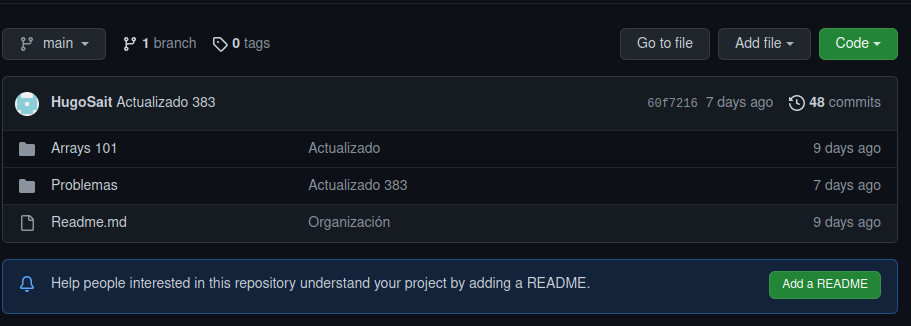 main 1 branch 0 tags Go to file Add file Code
HugoSait Actualizado 383 60f7216 7 days ago 48 commits
Arrays 101 Actualizado 9 days ago
Problemas Actualizado 383 7 days ago
Readme.md Organización 9 days ago
Help people interested in this repository understand your project by adding a README. Add a README